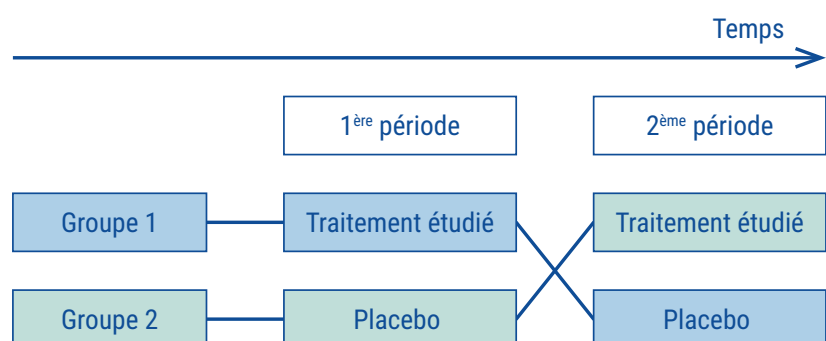 Temps
1ère période
2ème période
Groupe 1
Traitement étudié
Traitement étudié
Groupe 2
Placebo
Placebo